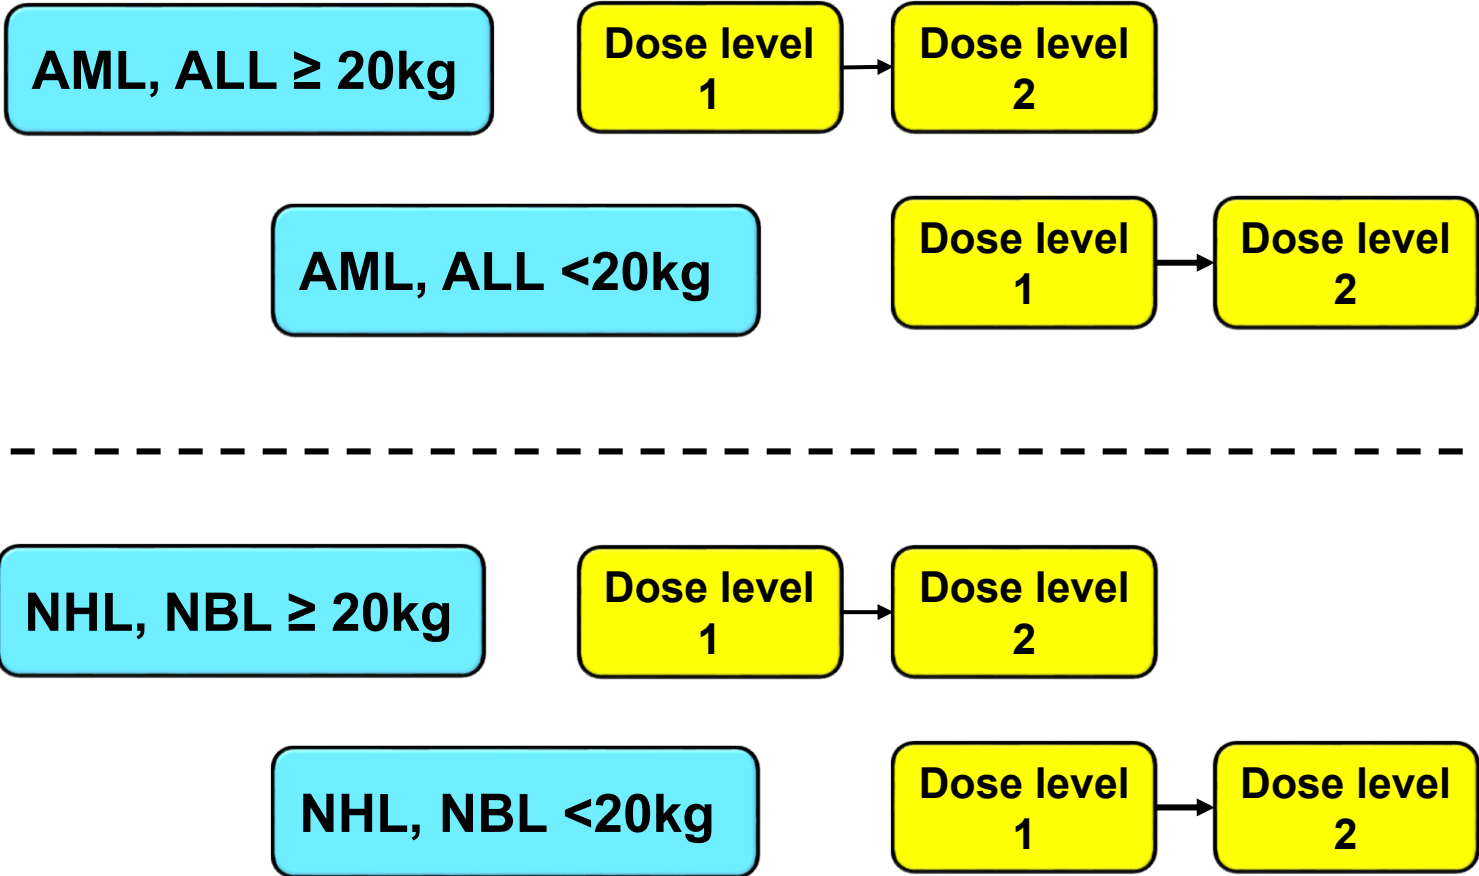 AML, ALL ≥ 20kg
Dose level
1
Dose level
2
AML, ALL <20kg
Dose level
1
Dose level
2
NHL, NBL ≥ 20kg
Dose level
1
Dose level
2
NHL, NBL <20kg
Dose level
1
Dose level
2